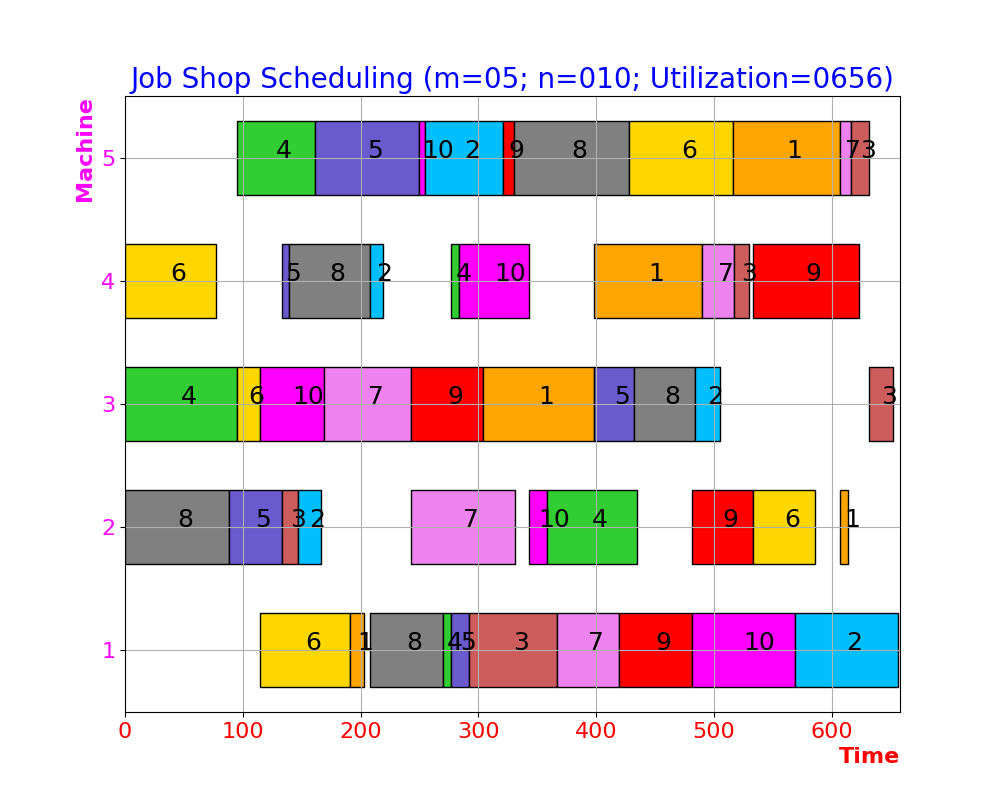 Job Shop Scheduling (m=05; n=010; Utilization=0656)
Machine
5
4 5 10 2 9 8 6 1 7 3
4
6 5 8 2 4 10 1 7 3 9
3
4 6 10 7 9 1 5 8 2 3
2
8 5 3 2 7 10 4 9 6 1
1
6 1 8 4 5 3 7 9 10 2
0 100 200 300 400 500 600
Time